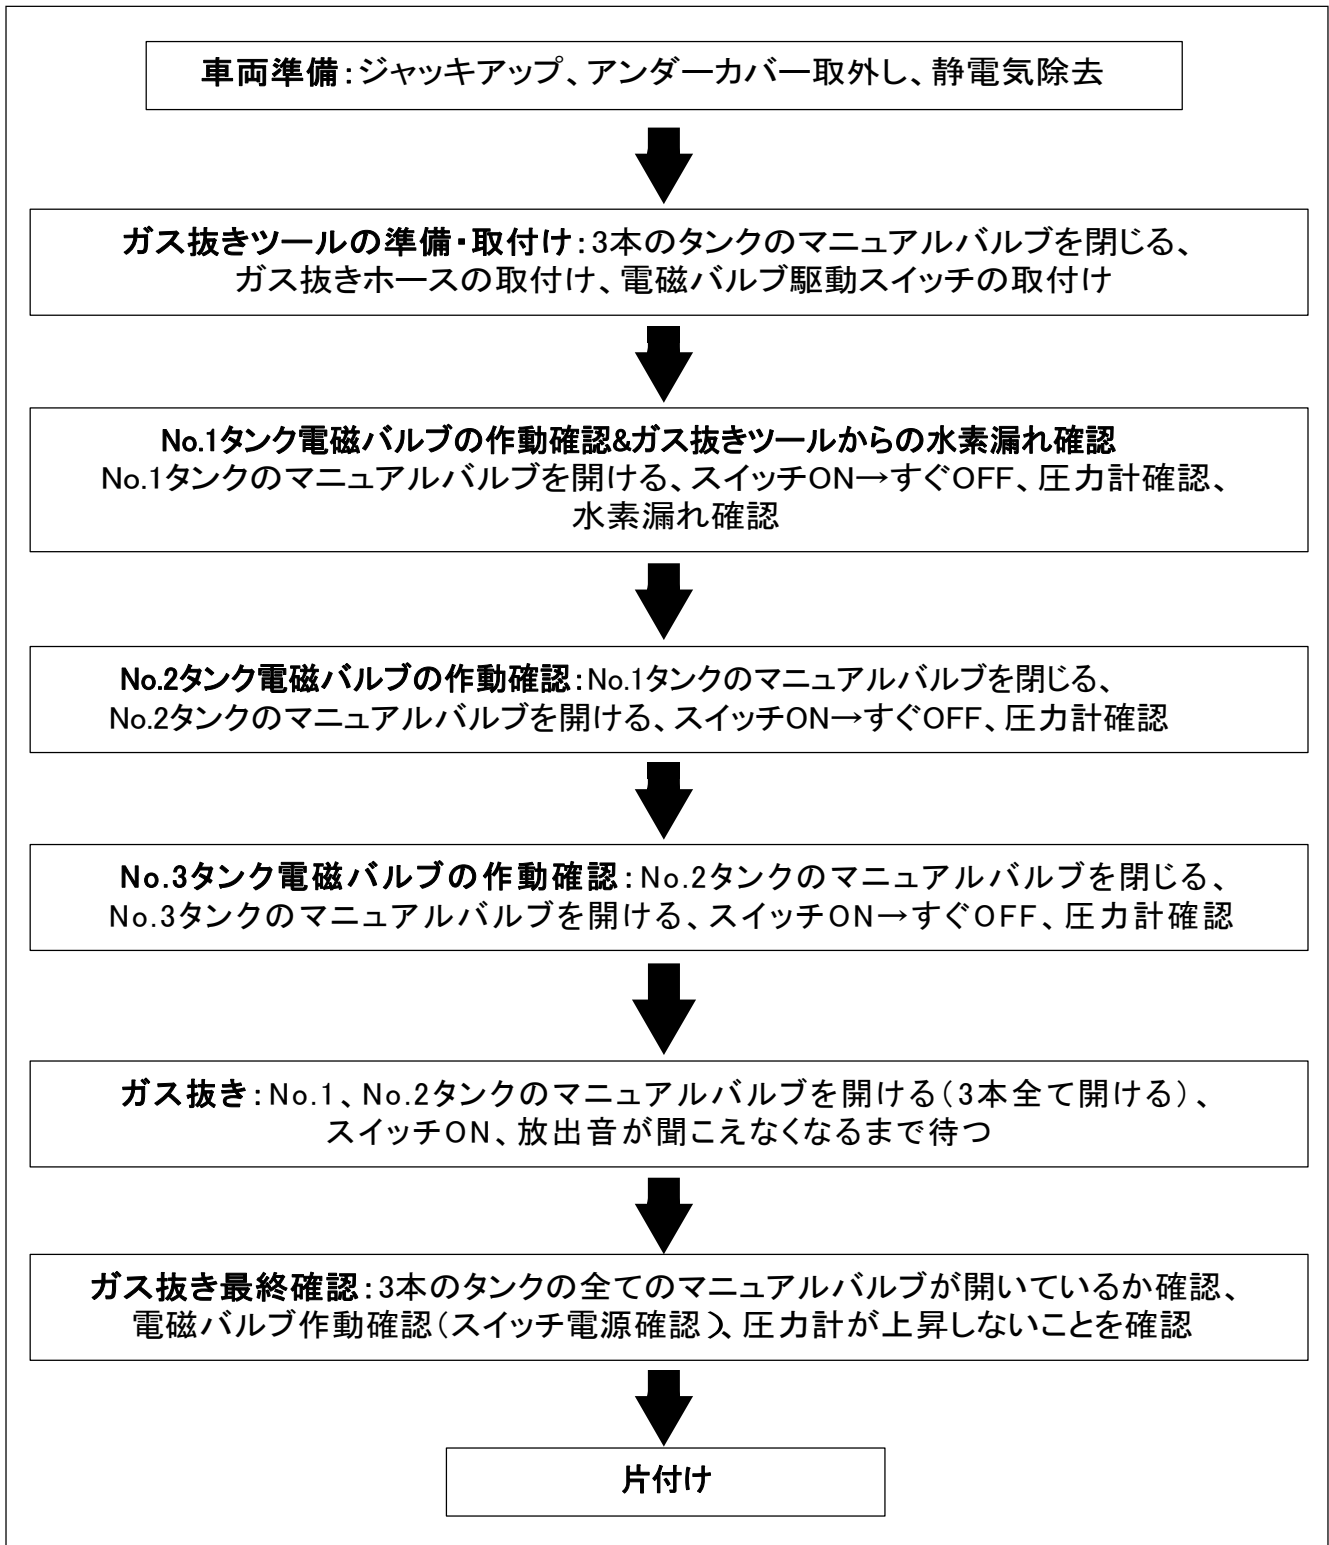 車両準備：ジャッキアップ、アンダーカバー取外し、静電気除去
ガス抜きツールの準備・取付け：3本のタンクのマニュアルバルブを閉じる、
ガス抜きホースの取付け、電磁バルブ駆動スイッチの取付け
No.1タンク電磁バルブの作動確認&ガス抜きツールからの水素漏れ確認
No.1タンクのマニュアルバルブを開ける、スイッチON→すぐOFF、圧力計確認、
水素漏れ確認
No.2タンク電磁バルブの作動確認：No.1タンクのマニュアルバルブを閉じる、
No.2タンクのマニュアルバルブを開ける、スイッチON→すぐOFF、圧力計確認
No.3タンク電磁バルブの作動確認：No.2タンクのマニュアルバルブを閉じる、
No.3タンクのマニュアルバルブを開ける、スイッチON→すぐOFF、圧力計確認
ガス抜き：No.1、No.2タンクのマニュアルバルブを開ける（3本全て開ける）、
スイッチON、放出音が聞こえなくなるまで待つ
ガス抜き最終確認：3本のタンクの全てのマニュアルバルブが開いているか確認、
電磁バルブ作動確認（スイッチ電源確認）、圧力計が上昇しないことを確認
片付け